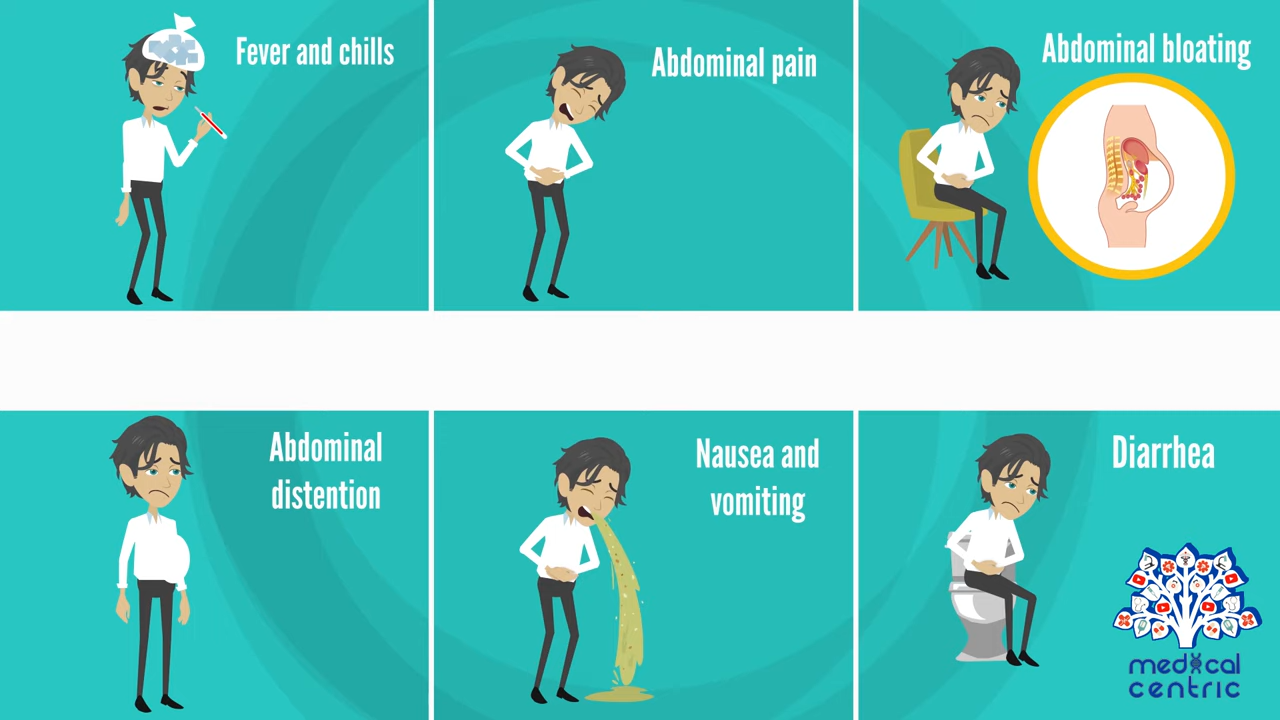 Fever and chills
Abdominal pain
Abdominal bloating
Abdominal
distention
Nausea and
vomiting
Diarrhea
medical
centric